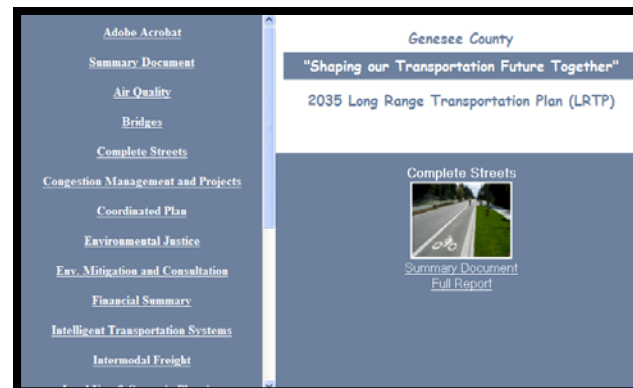 Adobe Acrobat
Summary Document
Air Quality
Bridges
Complete Streets
Congestion Management and Projects
Coordinated Plan
Environmental Justice
Env. Mitigation and Consultation
Financial Summary
Intelligent Transportation Systems
Intermodal Freight
Genesee County
"Shaping our Transportation Future Together"
2035 Long Range Transportation Plan (LRTP)
Complete Streets
Summary Document
Full Report